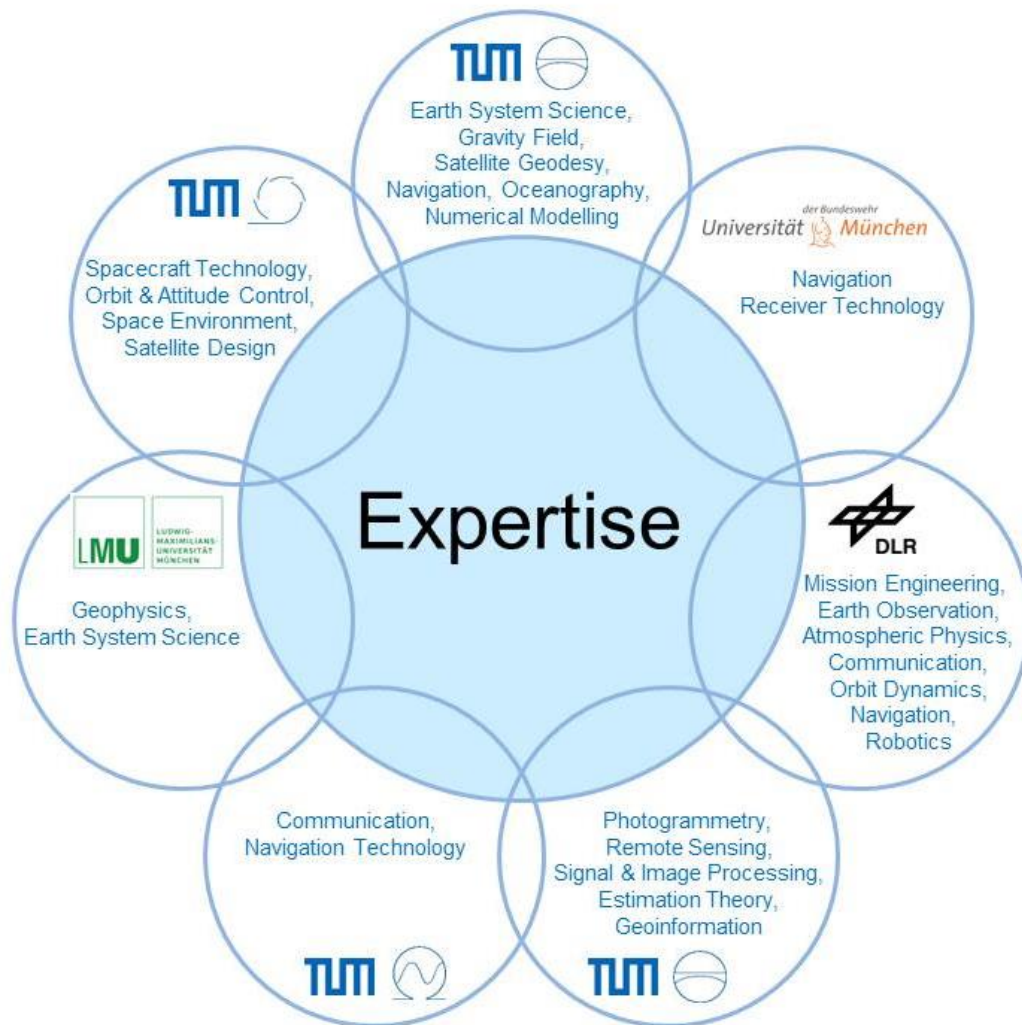 TUM
Earth System Science,
Gravity Field,
Satellite Geodesy,
Navigation, Oceanography,
Numerical Modelling
der Bundeswehr
Universität München
Navigation
Receiver Technology
DLR
Mission Engineering,
Earth Observation,
Atmospheric Physics,
Communication,
Orbit Dynamics,
Navigation,
Robotics
Photogrammetry,
Remote Sensing,
Signal & Image Processing,
Estimation Theory,
Geoinformation
TUM
Communication,
Navigation Technology
TUM
LMU
LUDWIG-
MAXIMILIANS-
UNIVERSITÄT
MÜNCHEN
Geophysics,
Earth System Science
TUM
Spacecraft Technology,
Orbit & Attitude Control,
Space Environment,
Satellite Design
Expertise